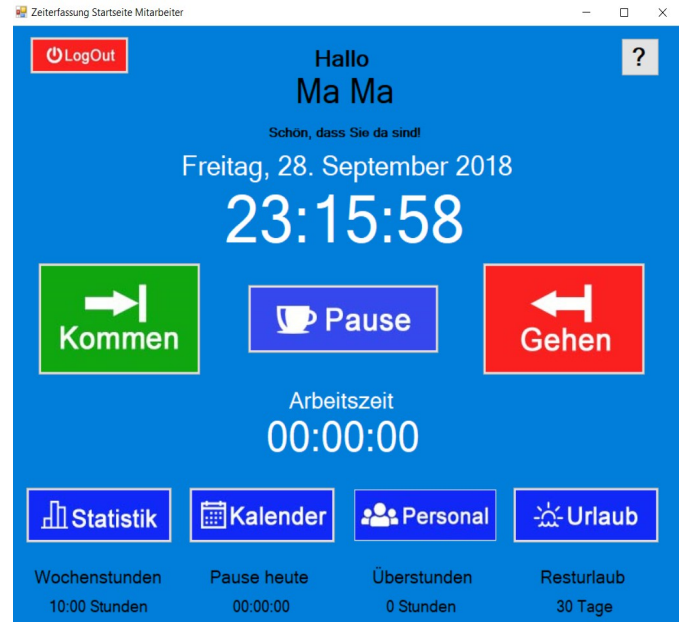 Zeiterfassung Startseite Mitarbeiter
LogOut
Hallo
?
Ma Ma
Schön, dass Sie da sind!
Freitag, 28. September 2018
23:15:58
Kommen
Pause
Gehen
Arbeitszeit
00:00:00
Statistik
Kalender
Personal
Urlaub
Wochenstunden
Pause heute
Überstunden
Resturlaub
10:00 Stunden
00:00:00
0 Stunden
30 Tage